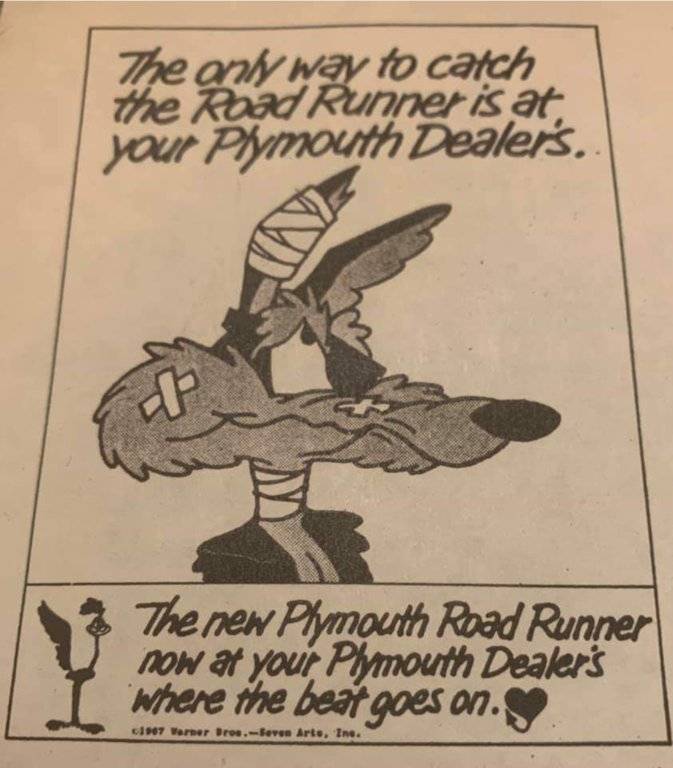 The only way to catch
the Road Runner is at
your Plymouth Dealer's.
The new Plymouth Road Runner
now at your Plymouth Dealer's
where the beat goes on.
©1967 Warner Bros.—Seven Arts, Inc.